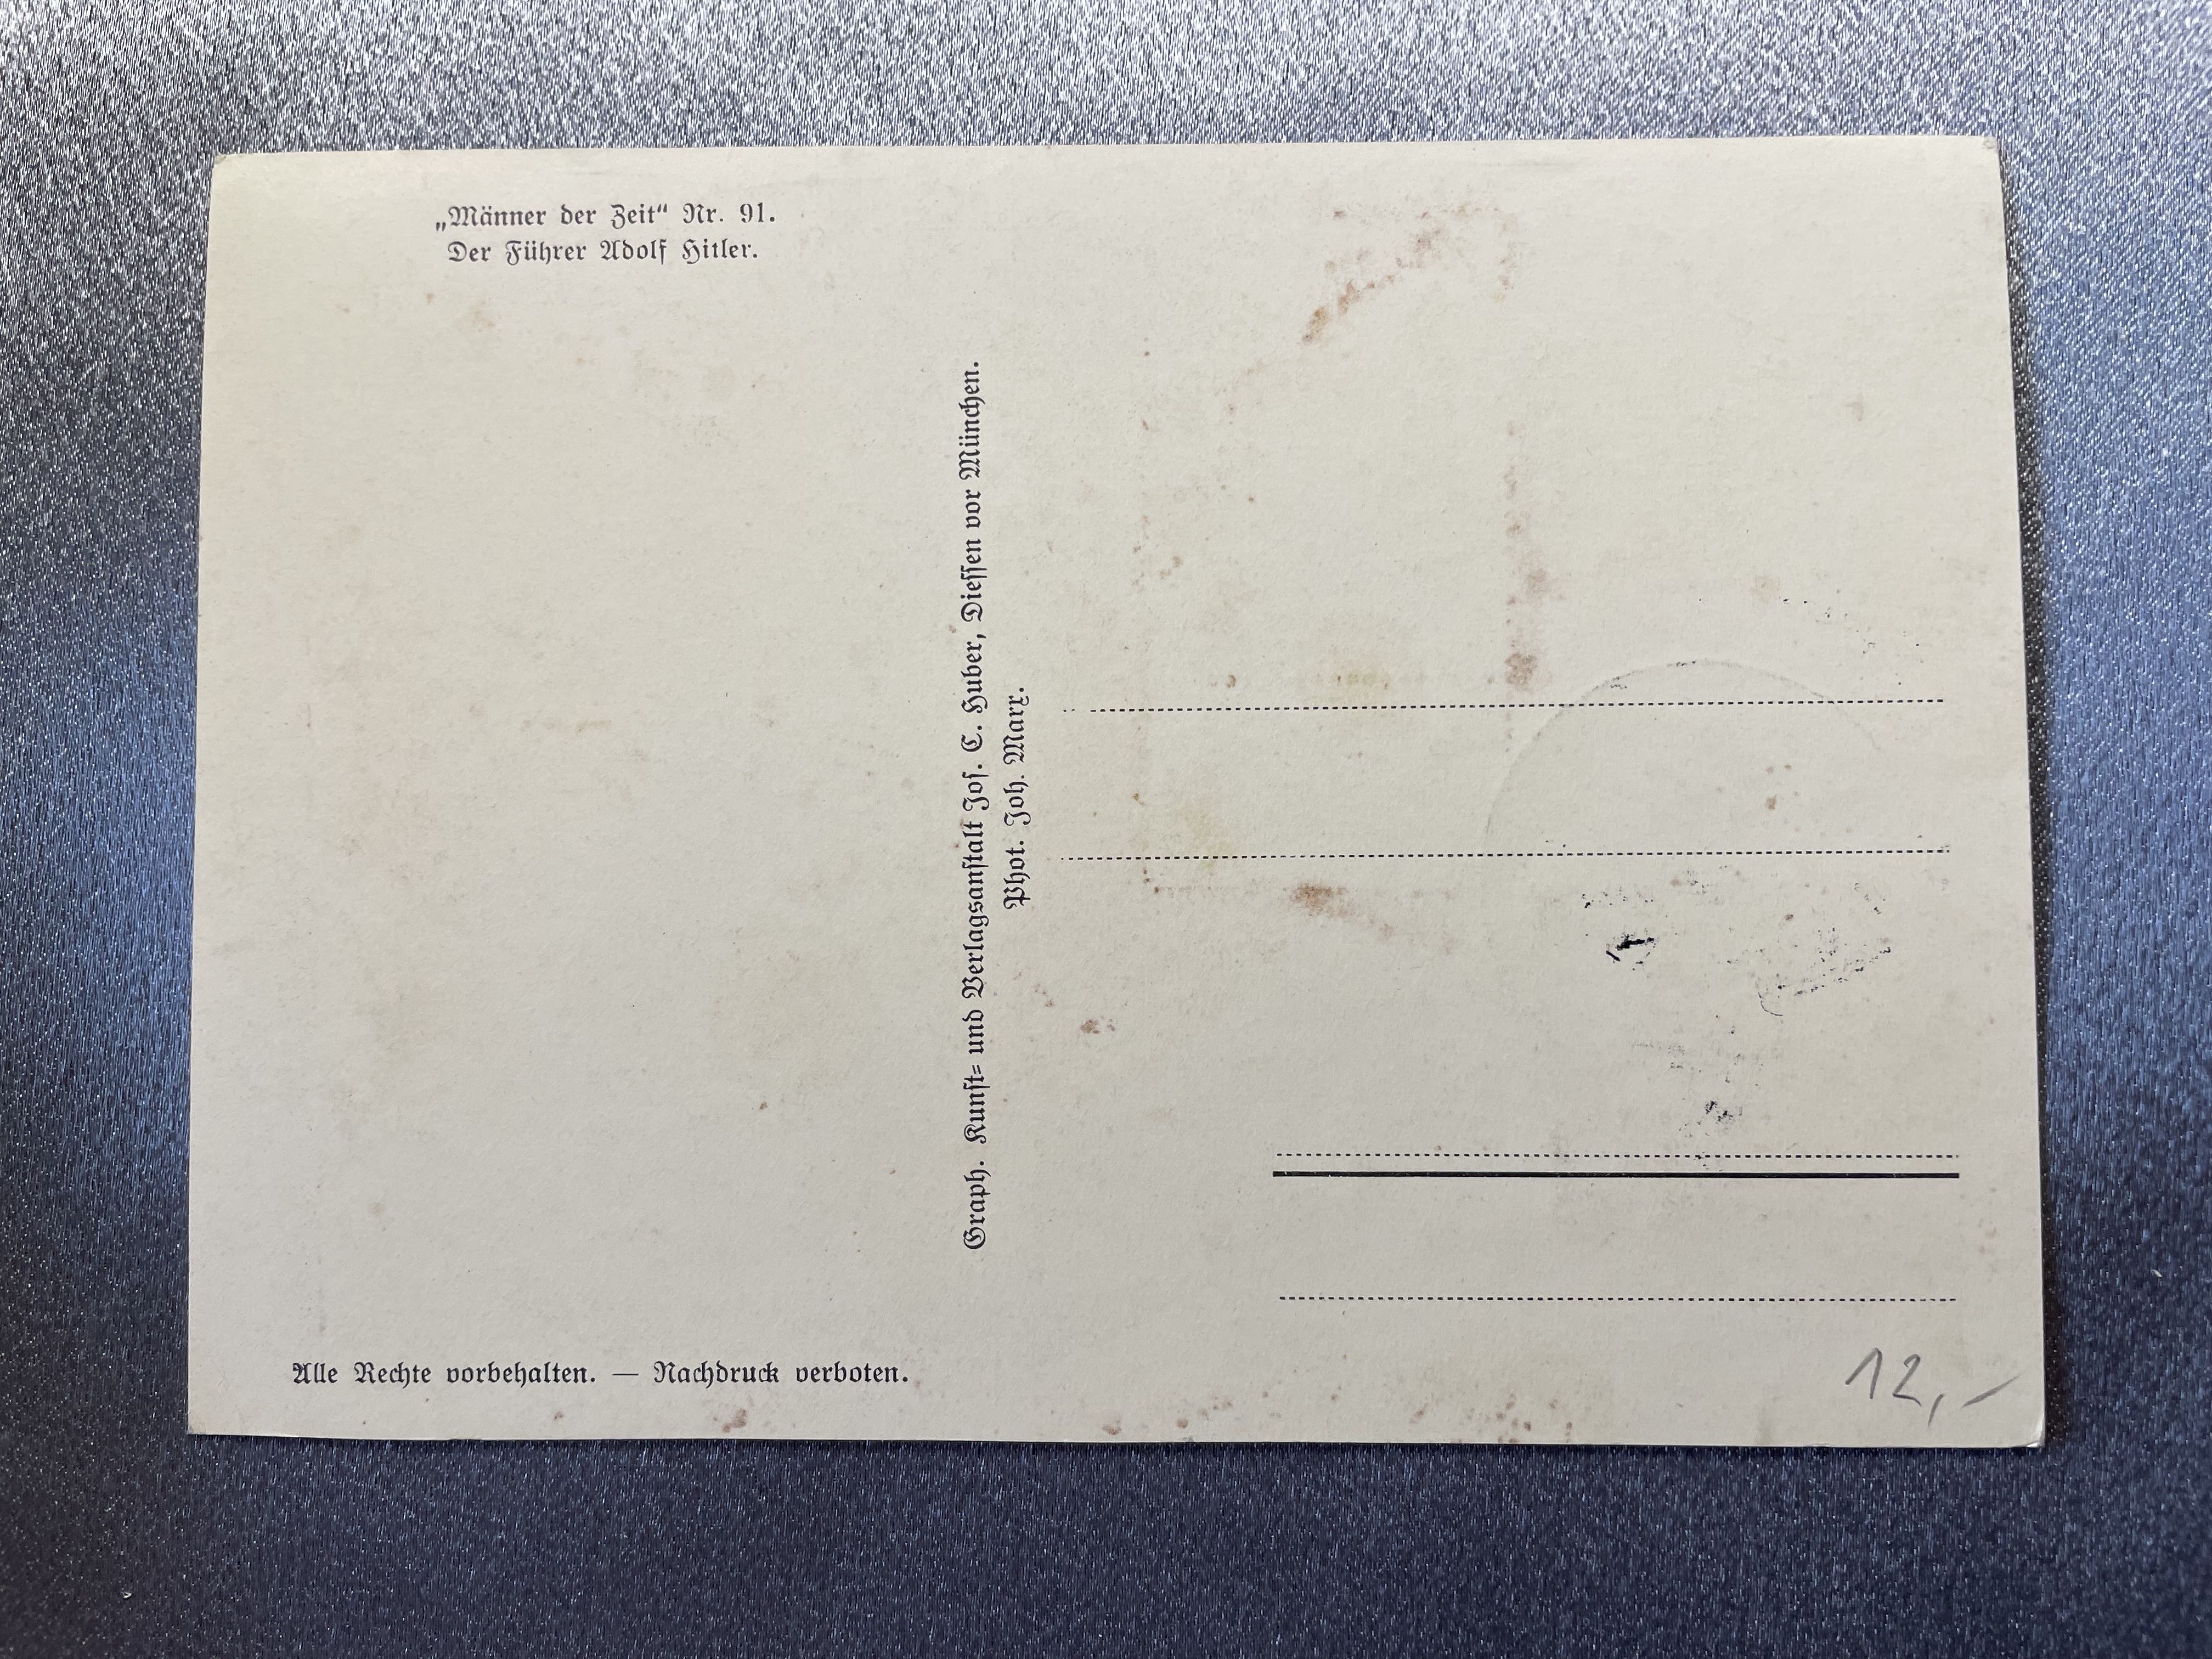 „Männer der Zeit“ Nr. 91.
Der Führer Adolf Hitler.
Graph. Kunst- und Verlagsanstalt Jos. C. Huber, Diessen vor München.
Phot. Joh. Marx.
Alle Rechte vorbehalten. — Nachdruck verboten.
12,-